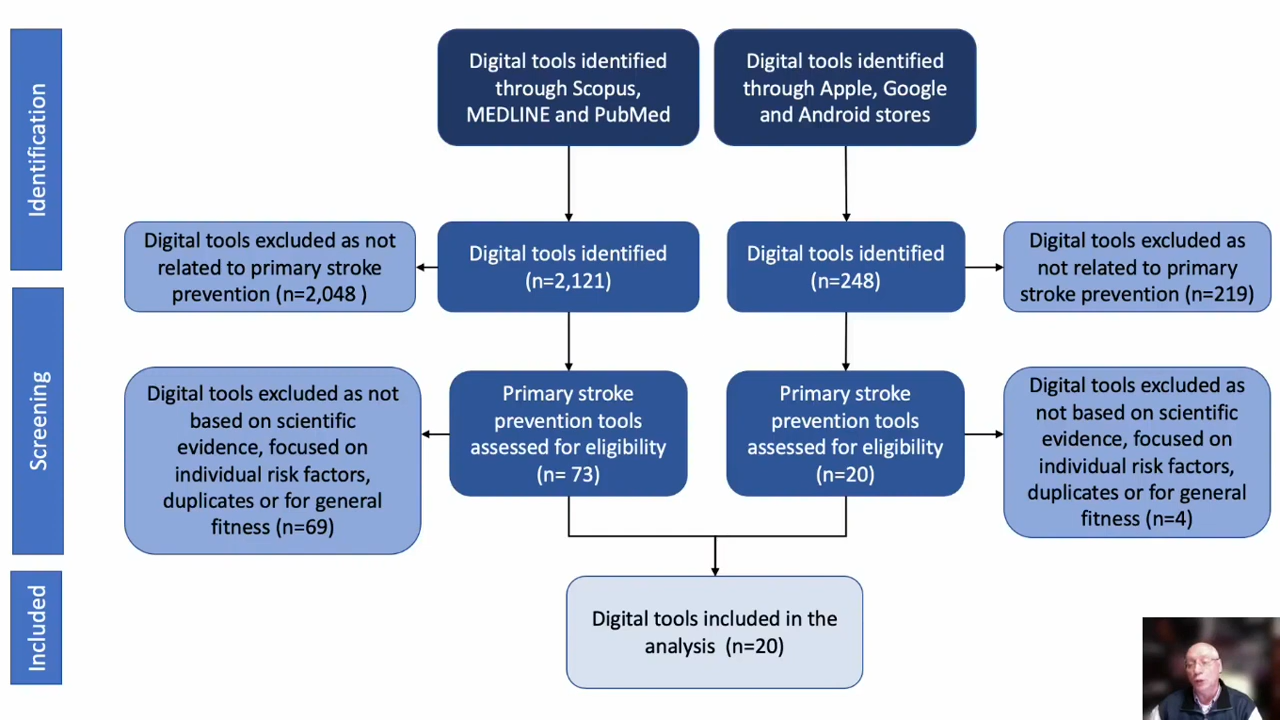 Identification
Digital tools identified
through Scopus,
MEDLINE and PubMed
Digital tools identified
through Apple, Google
and Android stores
Digital tools excluded as not
related to primary stroke
prevention (n=2,048 )
Digital tools identified
(n=2,121)
Digital tools identified
(n=248)
Digital tools excluded as
not related to primary
stroke prevention (n=219)
Screening
Digital tools excluded as not
based on scientific
evidence, focused on
individual risk factors,
duplicates or for general
fitness (n=69)
Primary stroke
prevention tools
assessed for eligibility
(n= 73)
Primary stroke
prevention tools
assessed for eligibility
(n=20)
Digital tools excluded as
not based on scientific
evidence, focused on
individual risk factors,
duplicates or for general
fitness (n=4)
Included
Digital tools included in the
analysis  (n=20)